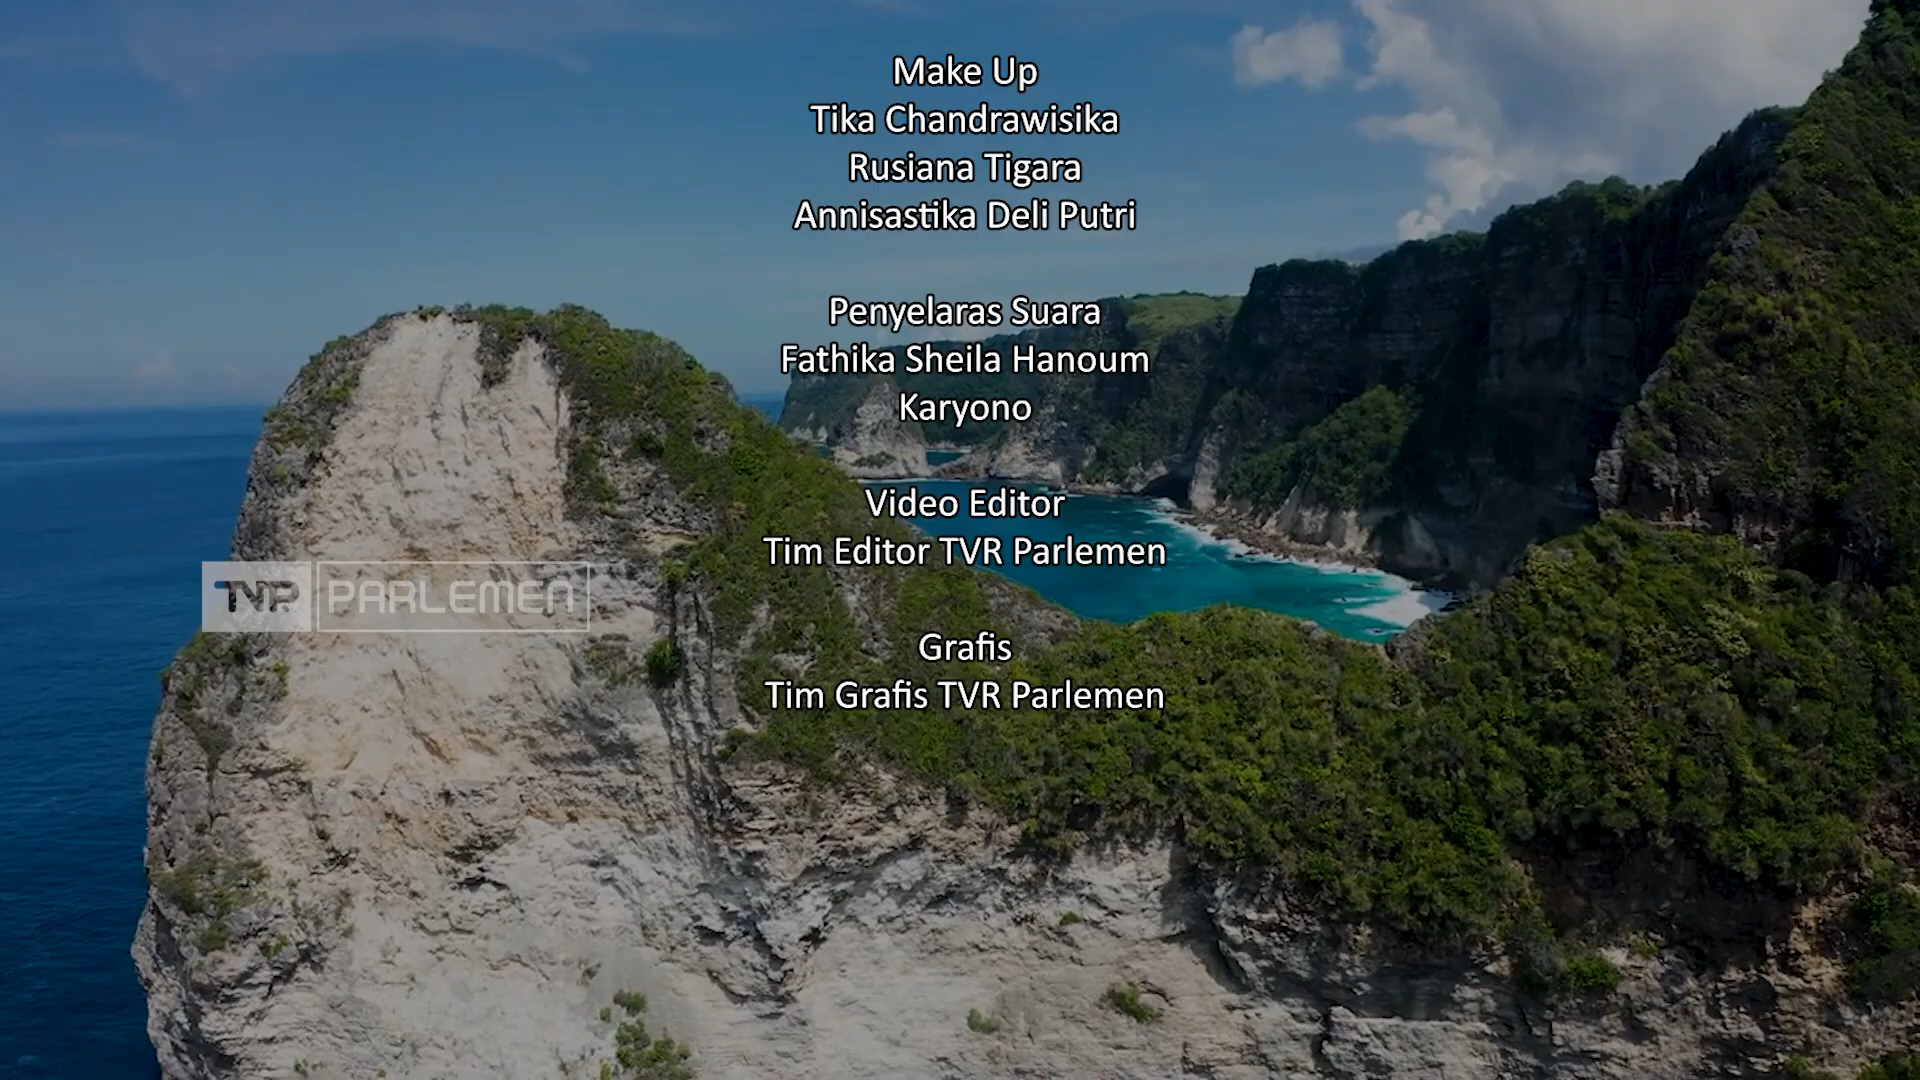 Make Up
Tika Chandrawisika
Rusiana Tigara
Annisastika Deli Putri
Penyelaras Suara
Fathika Sheila Hanoum
Karyono
Video Editor
Tim Editor TVR Parlemen
TVR PARLEMEN
Grafis
Tim Grafis TVR Parlemen